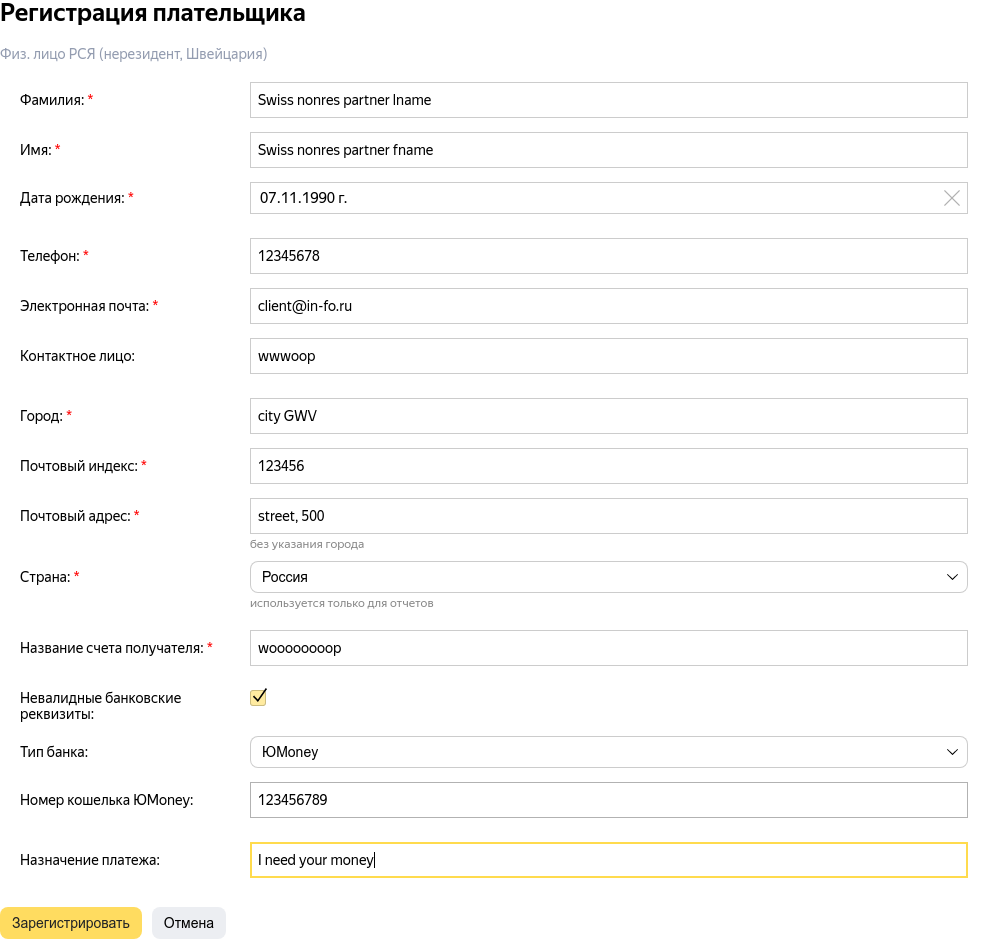 Регистрация плательщика
Физ. лицо РСЯ (нерезидент, Швейцария)
Фамилия: * Swiss nonres partner lname
Имя: * Swiss nonres partner fname
Дата рождения: * 07.11.1990 г.
Телефон: * 12345678
Электронная почта: * client@in-fo.ru
Контактное лицо: wwwoop
Город: * city GWV
Почтовый индекс: * 123456
Почтовый адрес: * street, 500
без указания города
Страна: * Россия
используется только для отчетов
Название счета получателя: * woooooooop
Невалидные банковские
реквизиты:
Тип банка: ЮMoney
Номер кошелька ЮMoney: 123456789
Назначение платежа: I need your money
Зарегистрировать Отмена